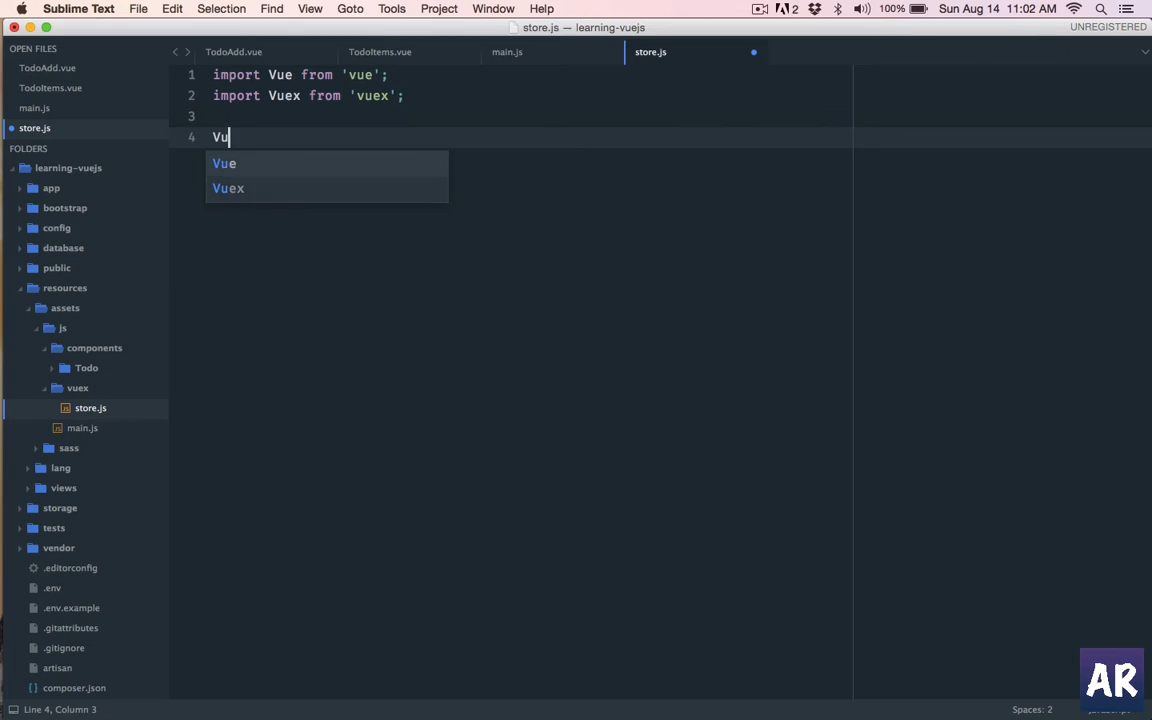 Sublime Text File Edit Selection Find View Goto Tools Project Window Help 2 100% Sun Aug 14 11:02 AM
store.js — learning-vuejs UNREGISTERED
OPEN FILES
TodoAdd.vue
TodoItems.vue
main.js
store.js
FOLDERS
learning-vuejs
app
bootstrap
config
database
public
resources
assets
js
components
Todo
vuex
store.js
main.js
sass
lang
views
storage
tests
vendor
.editorconfig
.env
.env.example
.gitattributes
.gitignore
artisan
composer.json
TodoAdd.vue TodoItems.vue main.js store.js
1 import Vue from 'vue';
2 import Vuex from 'vuex';
3
4 Vu
Vue
Vuex
Line 4, Column 3 Spaces: 2 JavaScript
AR